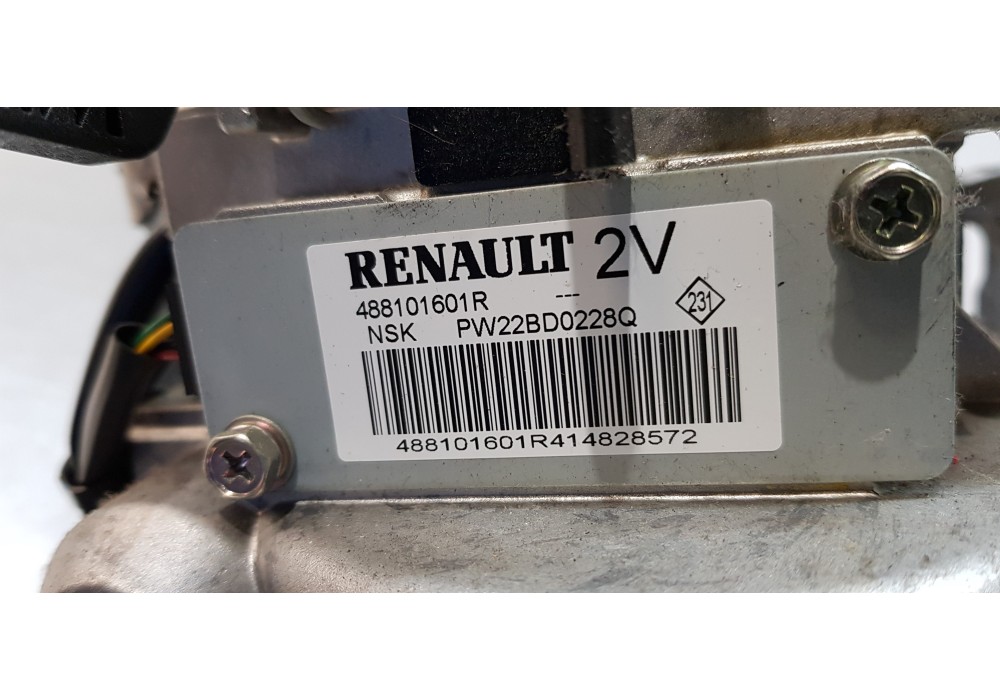 RENAULT 2V
488101601R ---
NSK PW22BD0228Q 231
488101601R414828572